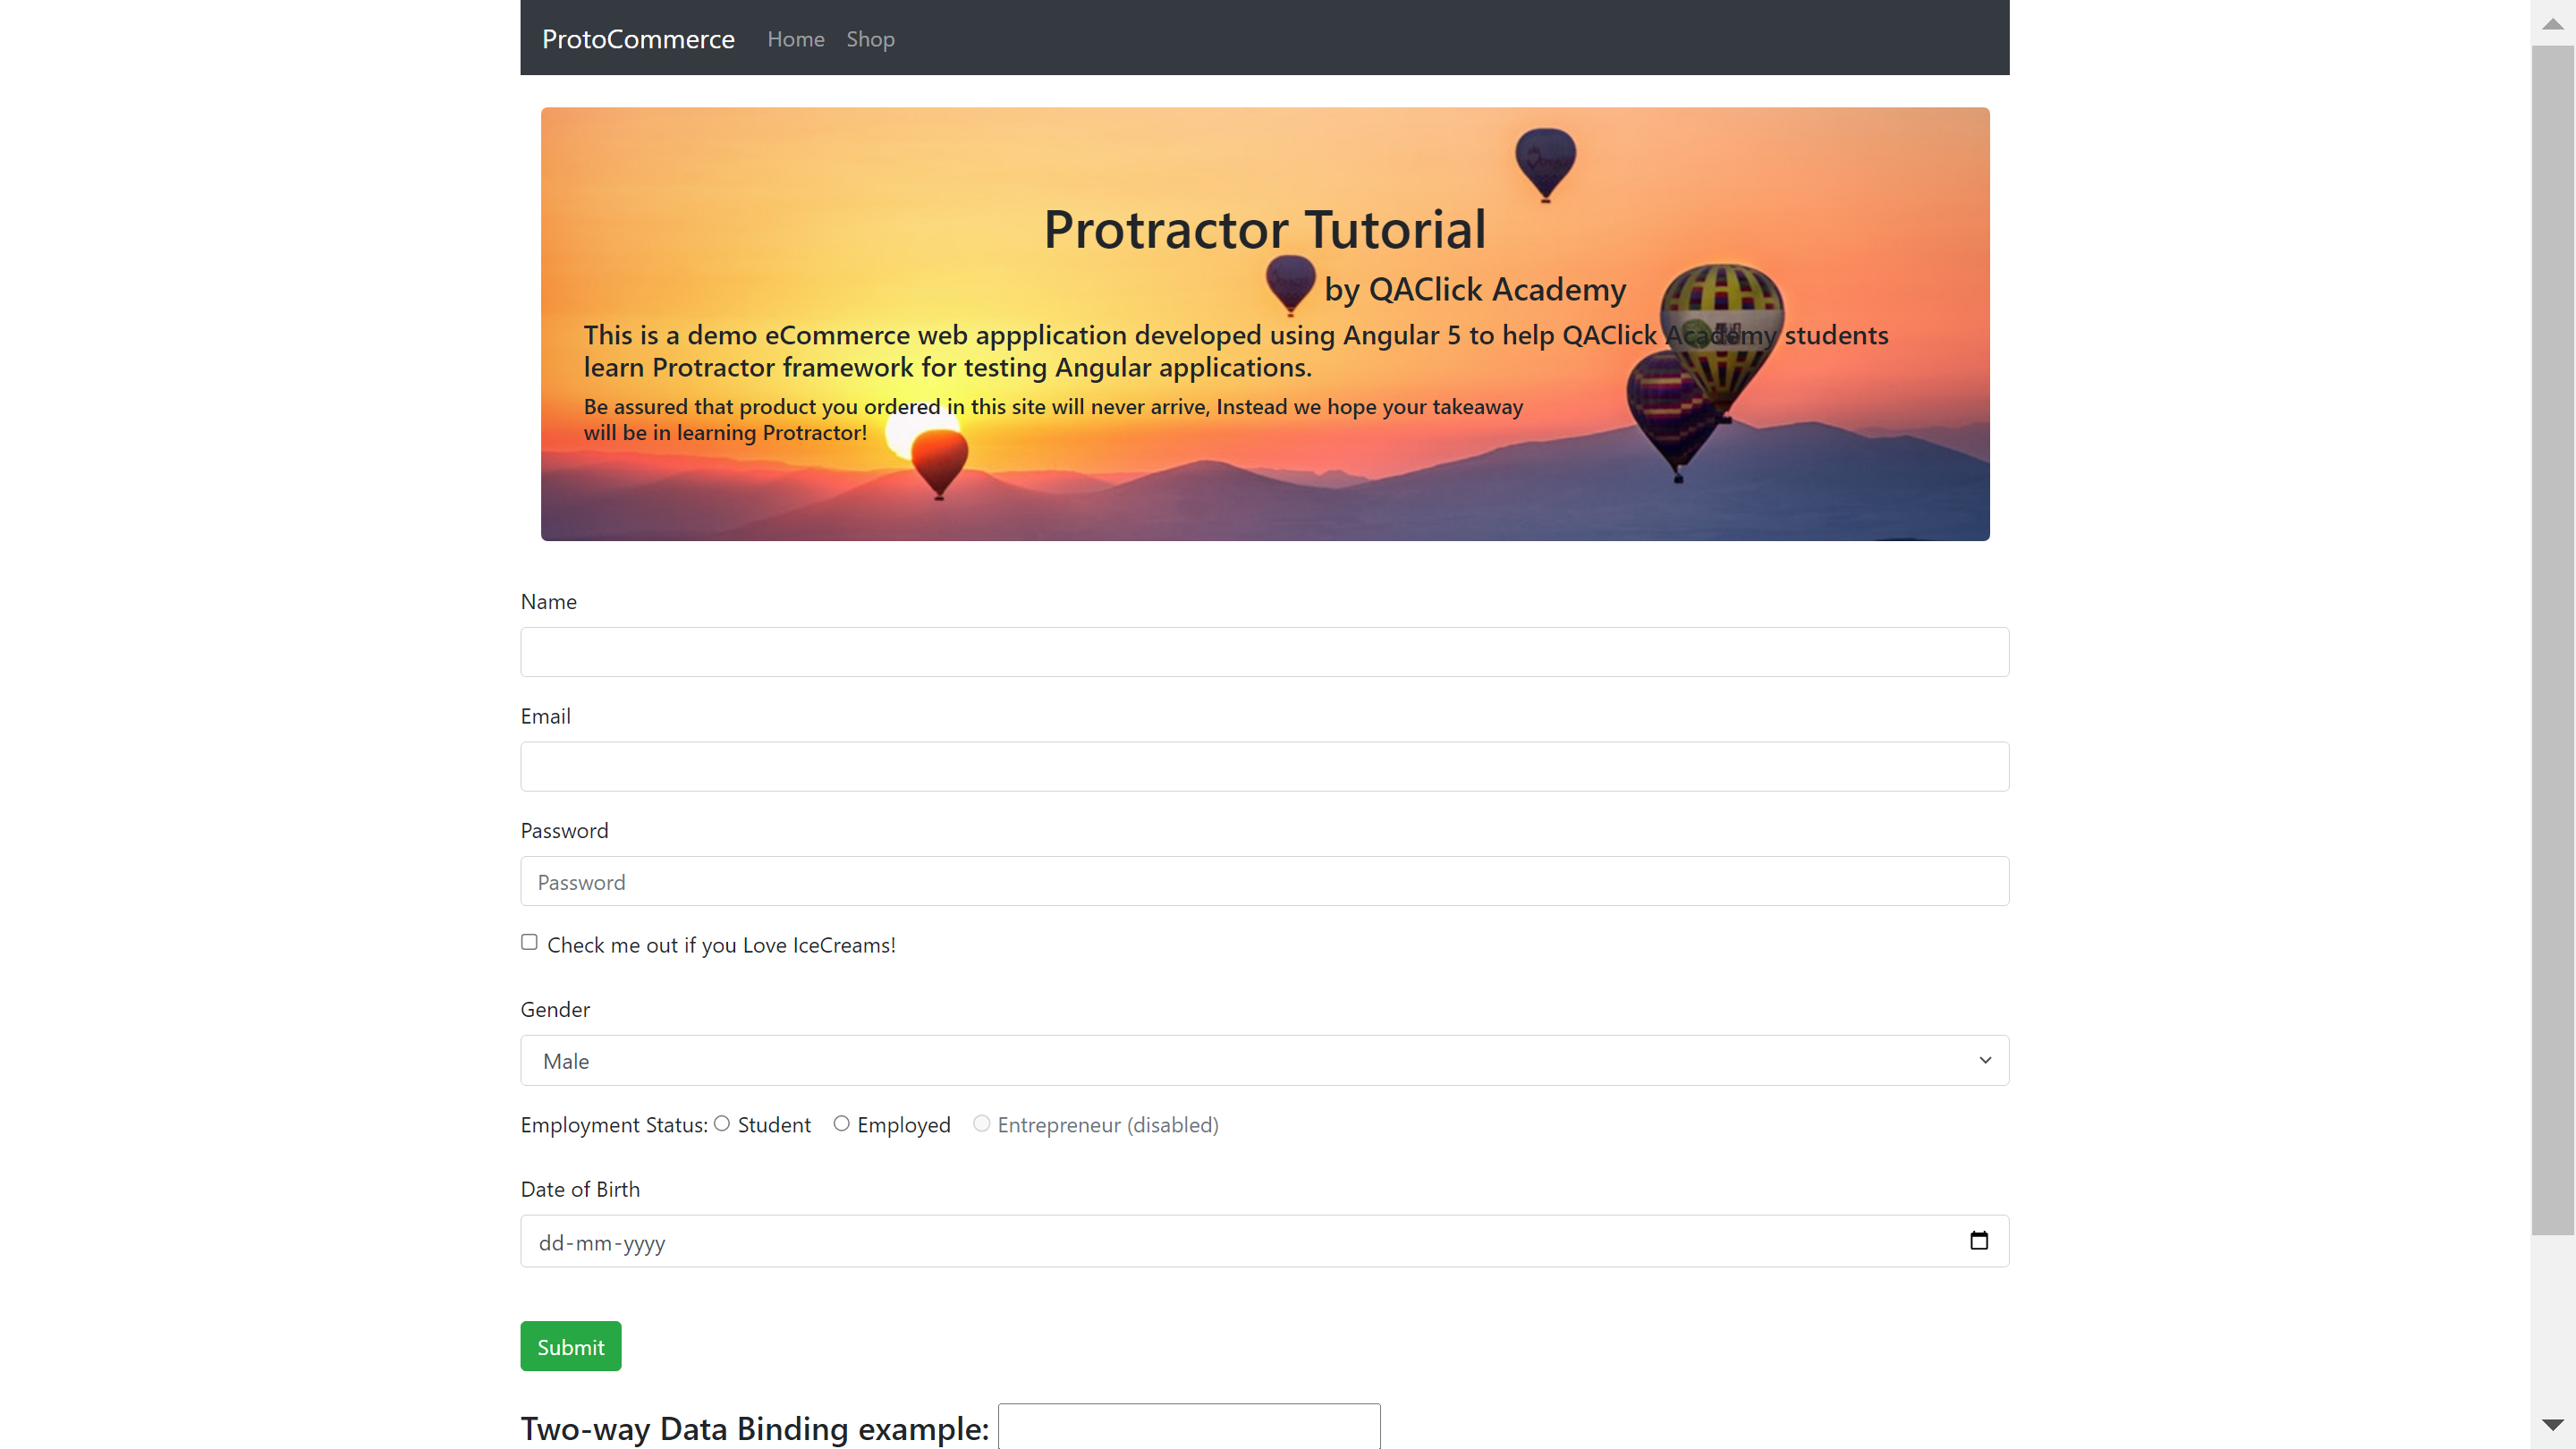 ProtoCommerce Home Shop
Protractor Tutorial
by QAClick Academy
This is a demo eCommerce web appplication developed using Angular 5 to help QAClick Academy students
learn Protractor framework for testing Angular applications.
Be assured that product you ordered in this site will never arrive, Instead we hope your takeaway
will be in learning Protractor!
Name
Email
Password
Password
Check me out if you Love IceCreams!
Gender
Male
Employment Status: Student Employed Entrepreneur (disabled)
Date of Birth
dd-mm-yyyy
Submit
Two-way Data Binding example: